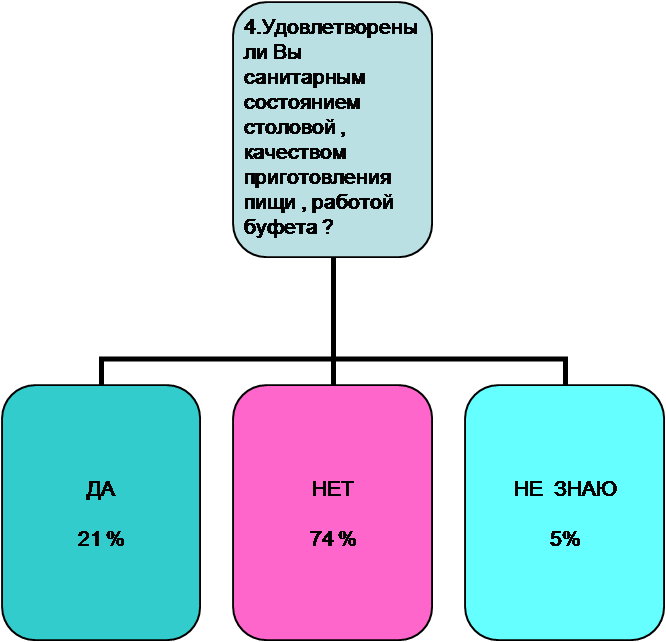 4.Удовлетворены
ли Вы
санитарным
состоянием
столовой ,
качеством
приготовления
пищи , работой
буфета ?
ДА
21 %
НЕТ
74 %
НЕ  ЗНАЮ
5%